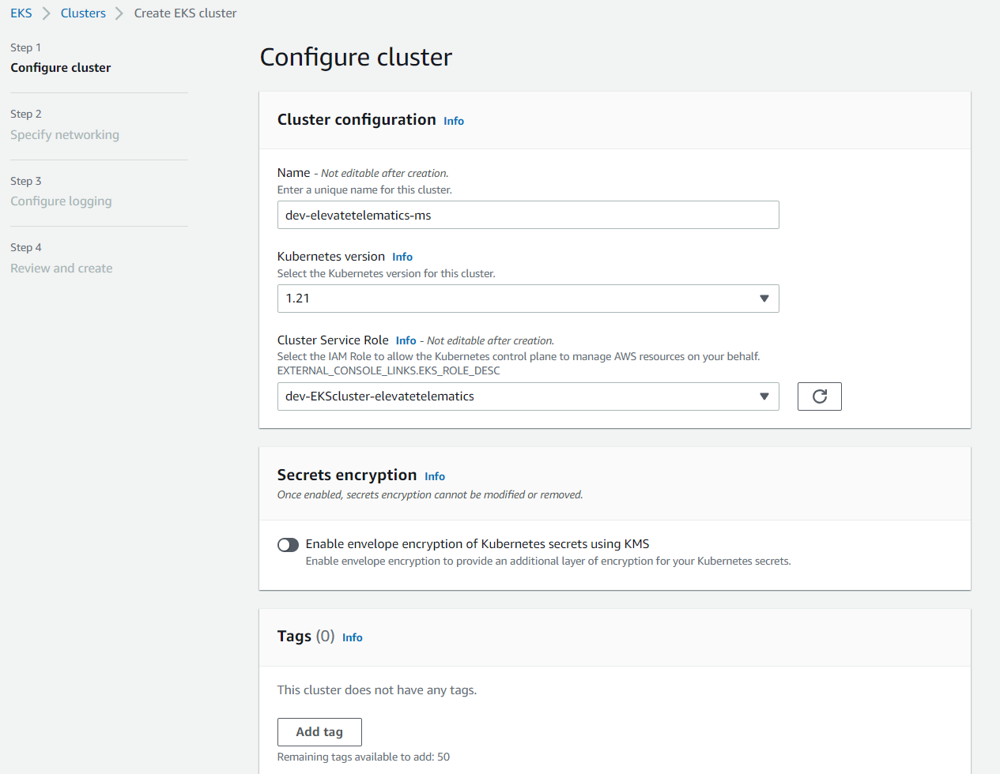 EKS > Clusters > Create EKS cluster
Step 1
Configure cluster
Step 2
Specify networking
Step 3
Configure logging
Step 4
Review and create
Configure cluster
Cluster configuration Info
Name - Not editable after creation.
Enter a unique name for this cluster.
dev-elevatetelematics-ms
Kubernetes version Info
Select the Kubernetes version for this cluster.
1.21
Cluster Service Role Info - Not editable after creation.
Select the IAM Role to allow the Kubernetes control plane to manage AWS resources on your behalf.
EXTERNAL_CONSOLE_LINKS.EKS_ROLE_DESC
dev-EKScluster-elevatetelematics
Secrets encryption Info
Once enabled, secrets encryption cannot be modified or removed.
Enable envelope encryption of Kubernetes secrets using KMS
Enable envelope encryption to provide an additional layer of encryption for your Kubernetes secrets.
Tags (0) Info
This cluster does not have any tags.
Add tag
Remaining tags available to add: 50